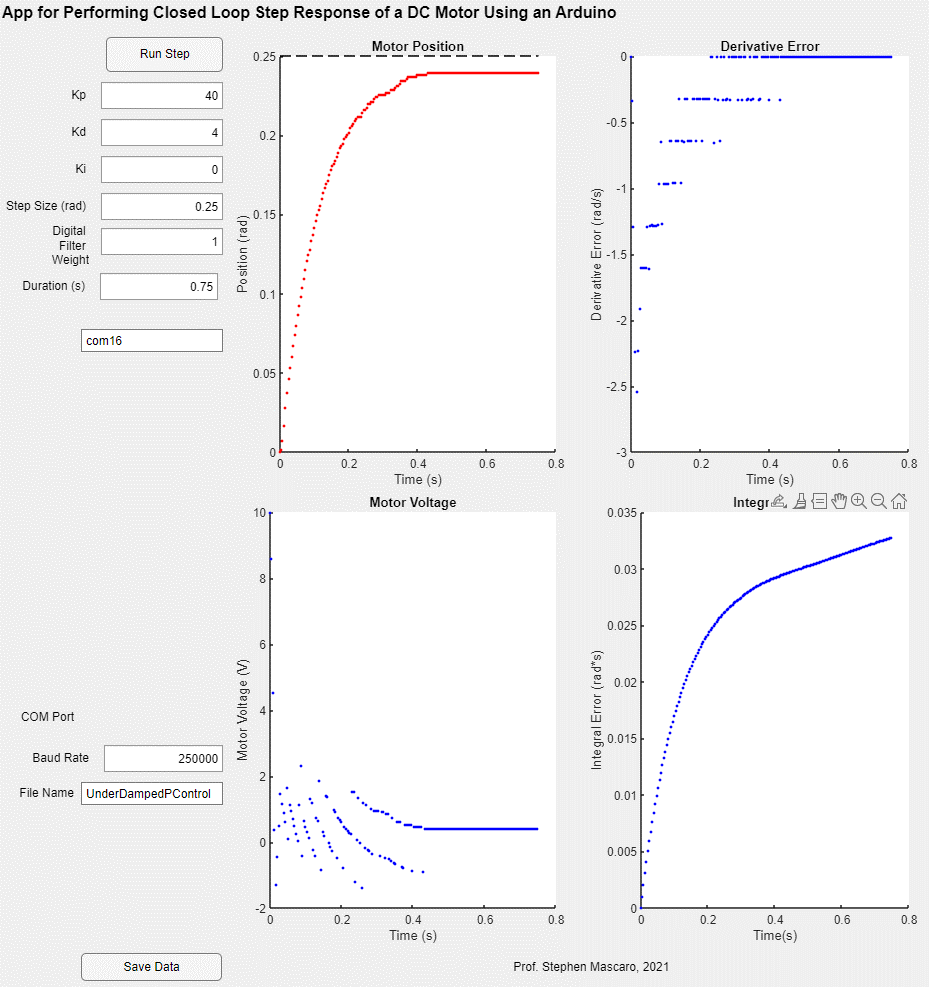 App for Performing Closed Loop Step Response of a DC Motor Using an Arduino
Run Step
Kp
40
Kd
4
Ki
0
Step Size (rad)
0.25
Digital
Filter
Weight
1
Duration (s)
0.75
com16
COM Port
Baud Rate
250000
File Name
UnderDampedPControl
Save Data
Motor Position
Position (rad)
0.25
0.2
0.15
0.1
0.05
0
0 0.2 0.4 0.6 0.8
Time (s)
Derivative Error
Derivative Error (rad/s)
0
-0.5
-1
-1.5
-2
-2.5
-3
0 0.2 0.4 0.6 0.8
Time (s)
Motor Voltage
Motor Voltage (V)
10
8
6
4
2
0
-2
0 0.2 0.4 0.6 0.8
Time (s)
Integr
Integral Error (rad*s)
0.035
0.03
0.025
0.02
0.015
0.01
0.005
0
0 0.2 0.4 0.6 0.8
Time(s)
Prof. Stephen Mascaro, 2021